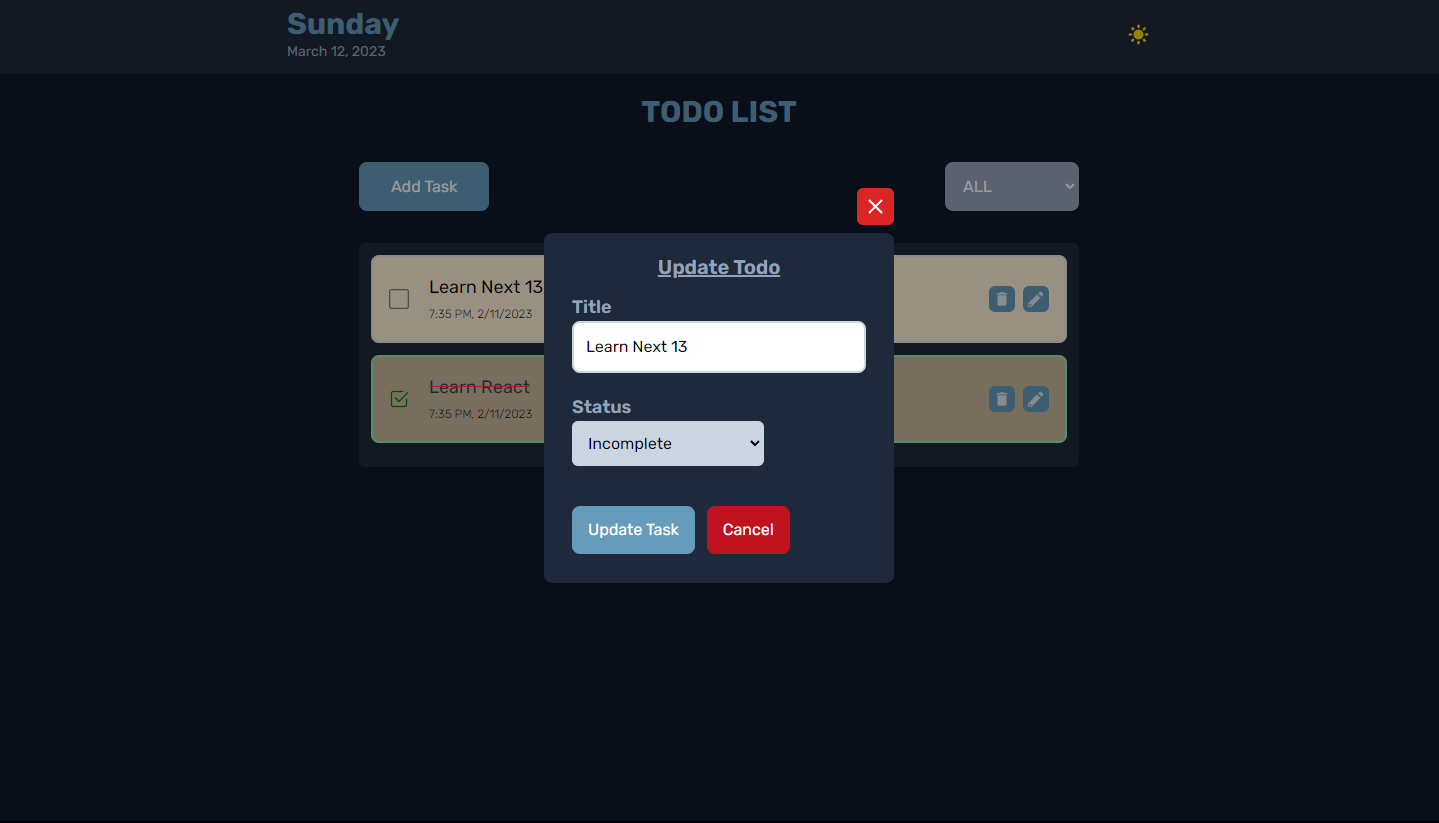 Sunday
March 12, 2023
TODO LIST
Add Task
ALL
Update Todo
Title
Learn Next 13
Status
Incomplete
Update Task
Cancel
Learn Next 13
7:35 PM, 2/11/2023
Learn React
7:35 PM, 2/11/2023